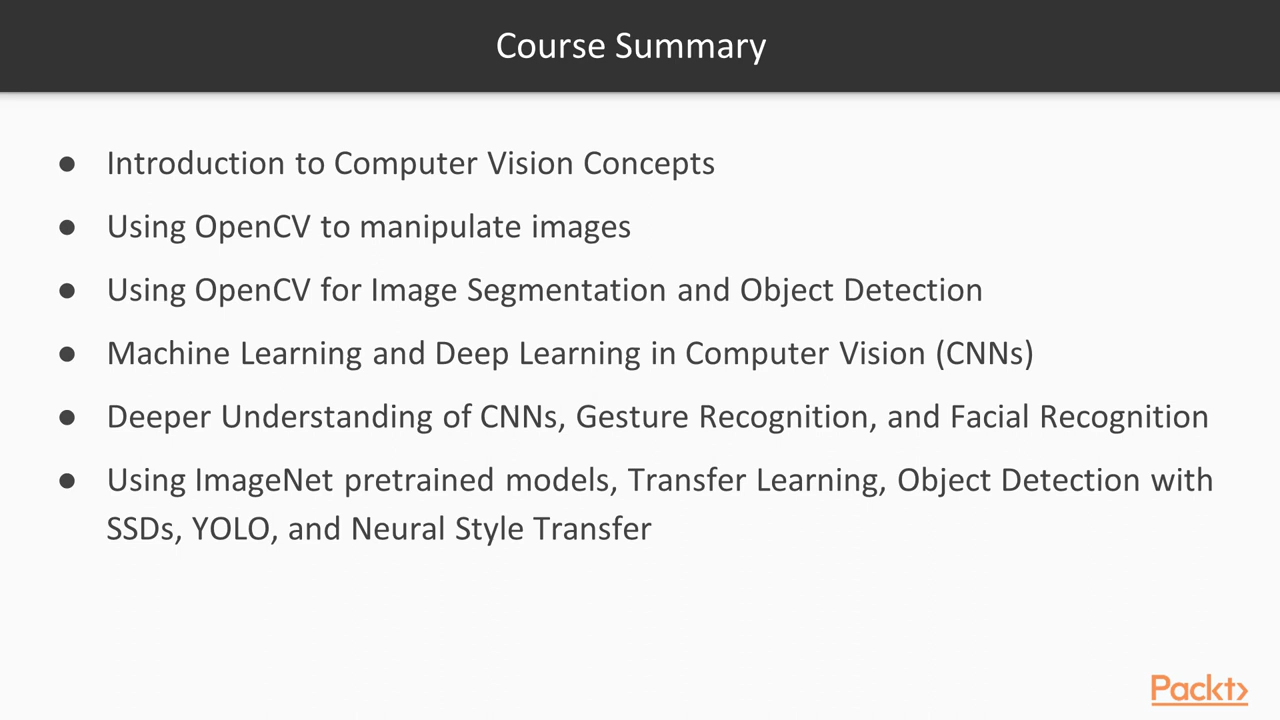 Course Summary
● Introduction to Computer Vision Concepts
● Using OpenCV to manipulate images
● Using OpenCV for Image Segmentation and Object Detection
● Machine Learning and Deep Learning in Computer Vision (CNNs)
● Deeper Understanding of CNNs, Gesture Recognition, and Facial Recognition
● Using ImageNet pretrained models, Transfer Learning, Object Detection with
SSDs, YOLO, and Neural Style Transfer
Packt>